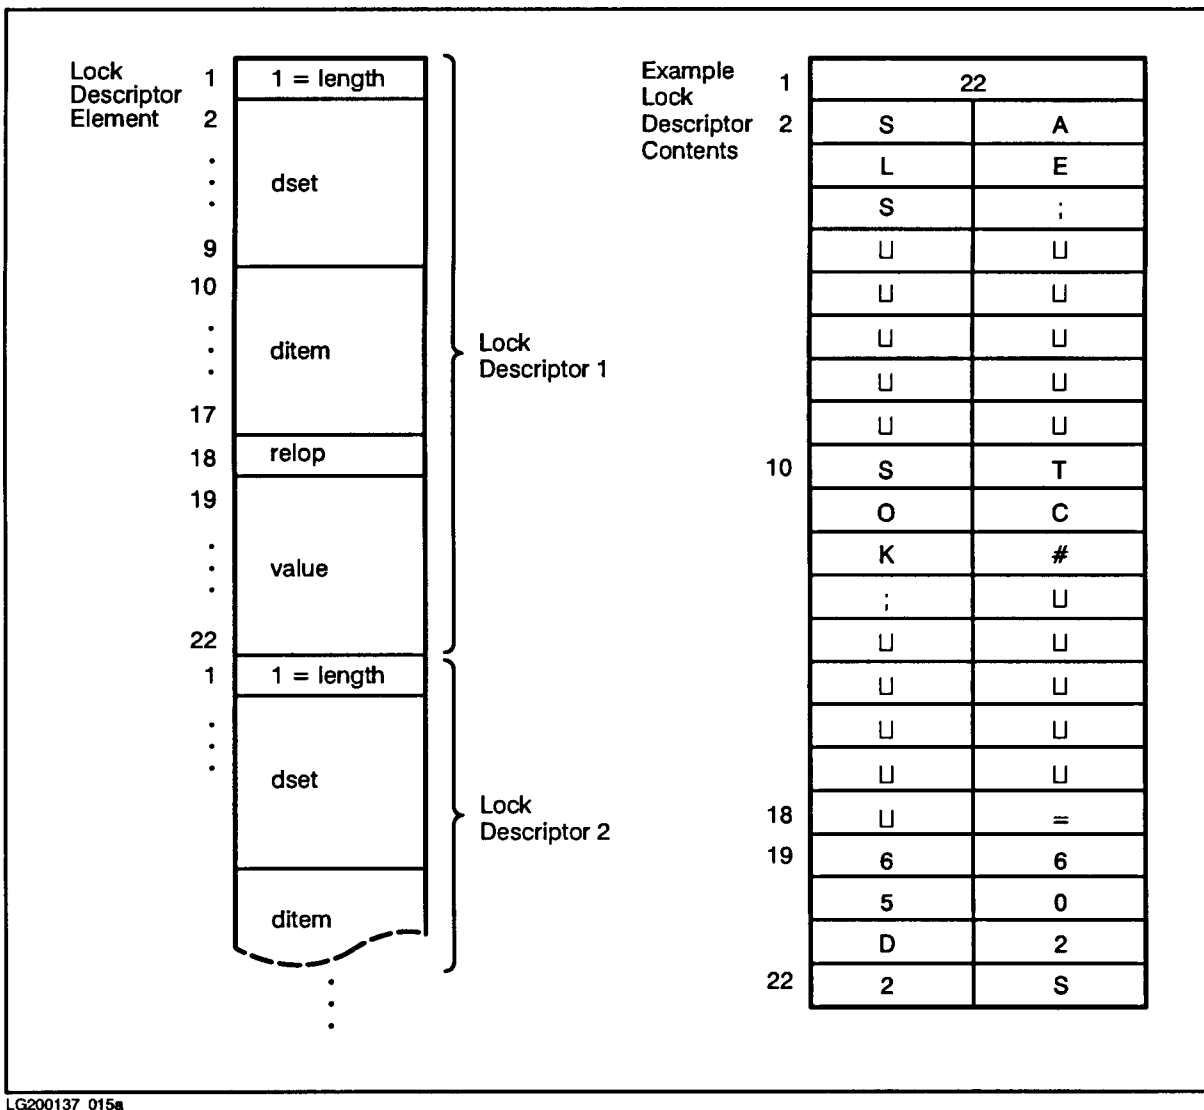 Lock
Descriptor
Element
1
1 = length
2
dset
9
10
ditem
17
18
relop
19
value
22
Lock
Descriptor 1
1
1 = length
dset
ditem
Lock
Descriptor 2
Example
Lock
Descriptor
Contents
1
22
2
S A
L E
S ;
⊔ ⊔
⊔ ⊔
⊔ ⊔
⊔ ⊔
⊔ ⊔
10
S T
O C
K #
; ⊔
⊔ ⊔
⊔ ⊔
⊔ ⊔
⊔ ⊔
18
⊔ =
19
6 6
5 0
D 2
22
2 S
LG200137_015a